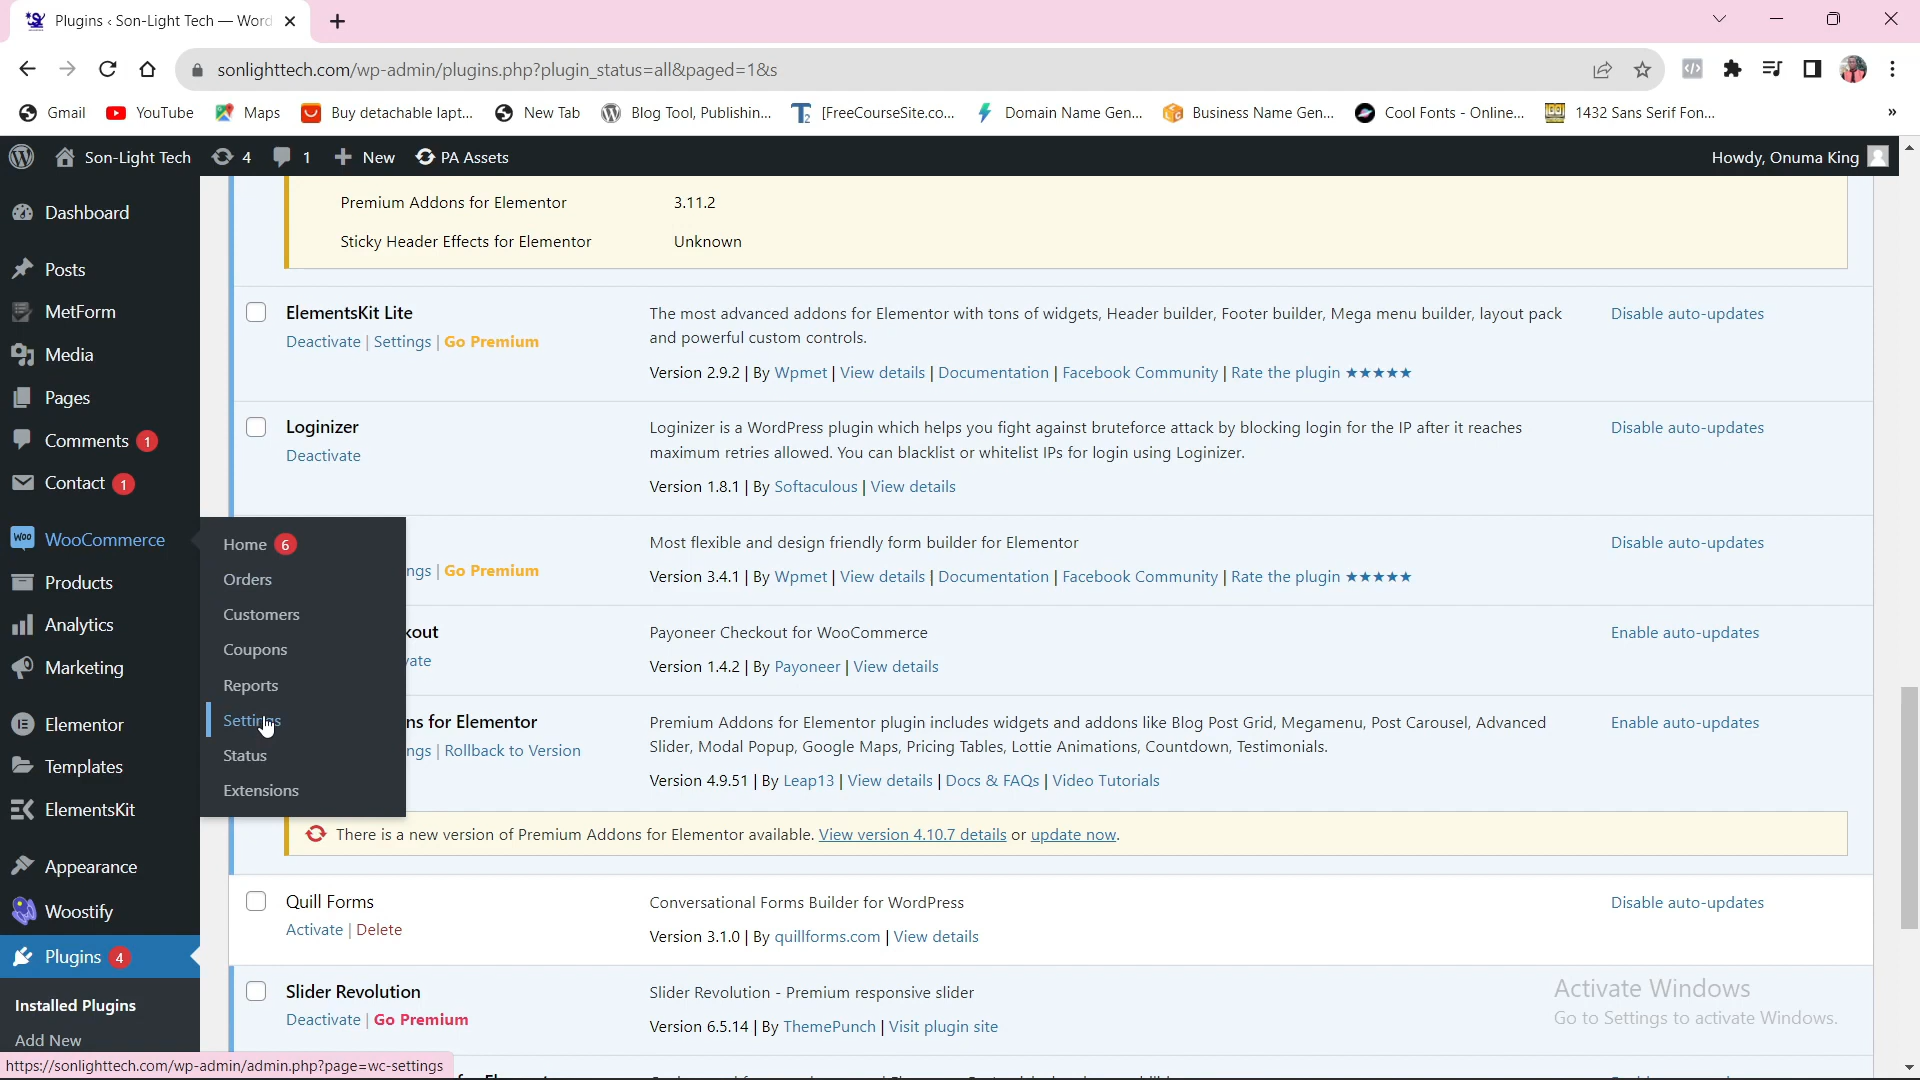 Plugins ‹ Son-Light Tech — Word
sonlighttech.com/wp-admin/plugins.php?plugin_status=all&paged=1&s
Gmail YouTube Maps Buy detachable lapt... New Tab Blog Tool, Publishin... [FreeCourseSite.co... Domain Name Gen... Business Name Gen... Cool Fonts - Online... 1432 Sans Serif Fon... »
Son-Light Tech 4 1 New PA Assets Howdy, Onuma King
Dashboard
Posts
MetForm
Media
Pages
Comments 1
Contact 1
WooCommerce
Products
Analytics
Marketing
Elementor
Templates
ElementsKit
Appearance
Woostify
Plugins 4
Installed Plugins
Add New
Home 6
Orders
Customers
Coupons
Reports
Settings
Status
Extensions
Premium Addons for Elementor 3.11.2
Sticky Header Effects for Elementor Unknown
ElementsKit Lite
Deactivate | Settings | Go Premium
The most advanced addons for Elementor with tons of widgets, Header builder, Footer builder, Mega menu builder, layout pack
and powerful custom controls.
Version 2.9.2 | By Wpmet | View details | Documentation | Facebook Community | Rate the plugin ★★★★★
Disable auto-updates
Loginizer
Deactivate
Loginizer is a WordPress plugin which helps you fight against bruteforce attack by blocking login for the IP after it reaches
maximum retries allowed. You can blacklist or whitelist IPs for login using Loginizer.
Version 1.8.1 | By Softaculous | View details
Disable auto-updates
ngs | Go Premium
Most flexible and design friendly form builder for Elementor
Version 3.4.1 | By Wpmet | View details | Documentation | Facebook Community | Rate the plugin ★★★★★
Disable auto-updates
kout
vate
Payoneer Checkout for WooCommerce
Version 1.4.2 | By Payoneer | View details
Enable auto-updates
ns for Elementor
ngs | Rollback to Version
Premium Addons for Elementor plugin includes widgets and addons like Blog Post Grid, Megamenu, Post Carousel, Advanced
Slider, Modal Popup, Google Maps, Pricing Tables, Lottie Animations, Countdown, Testimonials.
Version 4.9.51 | By Leap13 | View details | Docs & FAQs | Video Tutorials
Enable auto-updates
There is a new version of Premium Addons for Elementor available. View version 4.10.7 details or update now.
Quill Forms
Activate | Delete
Conversational Forms Builder for WordPress
Version 3.1.0 | By quillforms.com | View details
Disable auto-updates
Slider Revolution
Deactivate | Go Premium
Slider Revolution - Premium responsive slider
Version 6.5.14 | By ThemePunch | Visit plugin site
Activate Windows
Go to Settings to activate Windows.
https://sonlighttech.com/wp-admin/admin.php?page=wc-settings